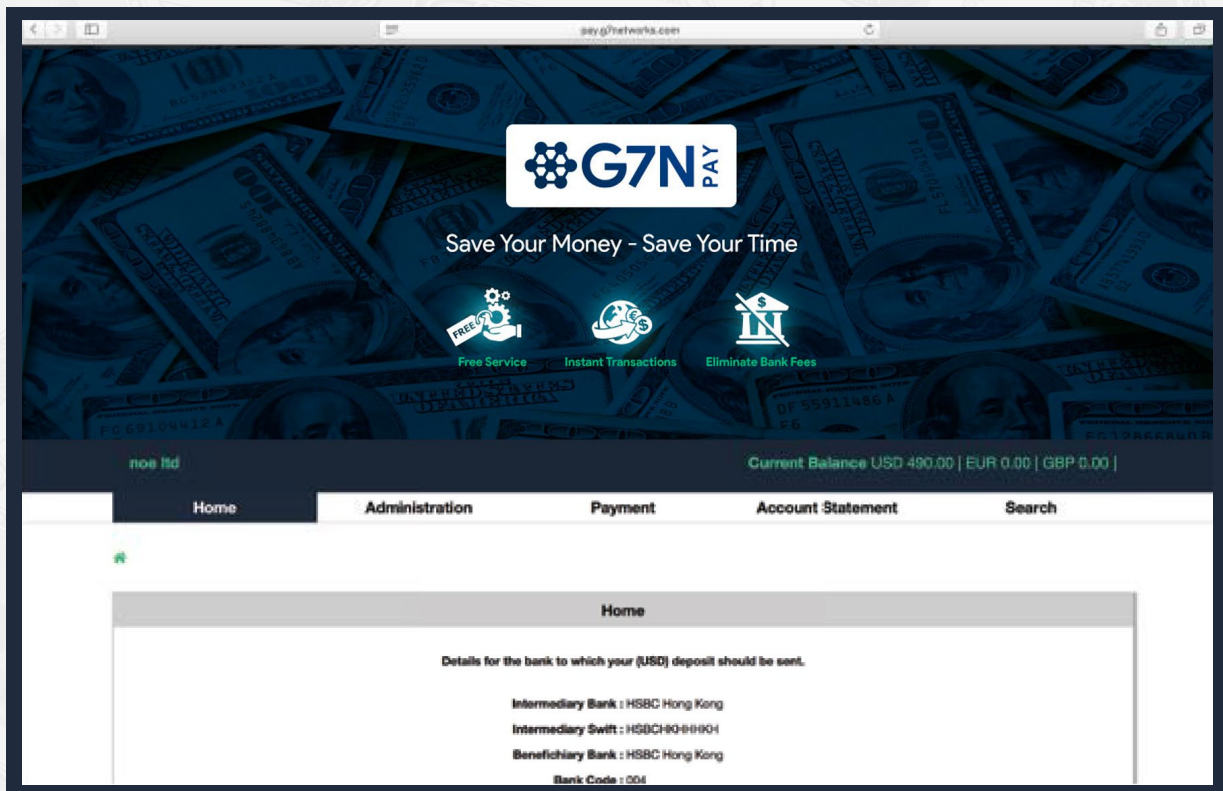 pay.g7networks.com
G7N PAY
Save Your Money - Save Your Time
FREE
Free Service Instant Transactions Eliminate Bank Fees
noe ltd Current Balance USD 490.00 | EUR 0.00 | GBP 0.00 |
Home Administration Payment Account Statement Search
Home
Details for the bank to which your (USD) deposit should be sent.
Intermediary Bank : HSBC Hong Kong
Intermediary Swift :
Benefichiary Bank : HSBC Hong Kong
Bank Code : 004